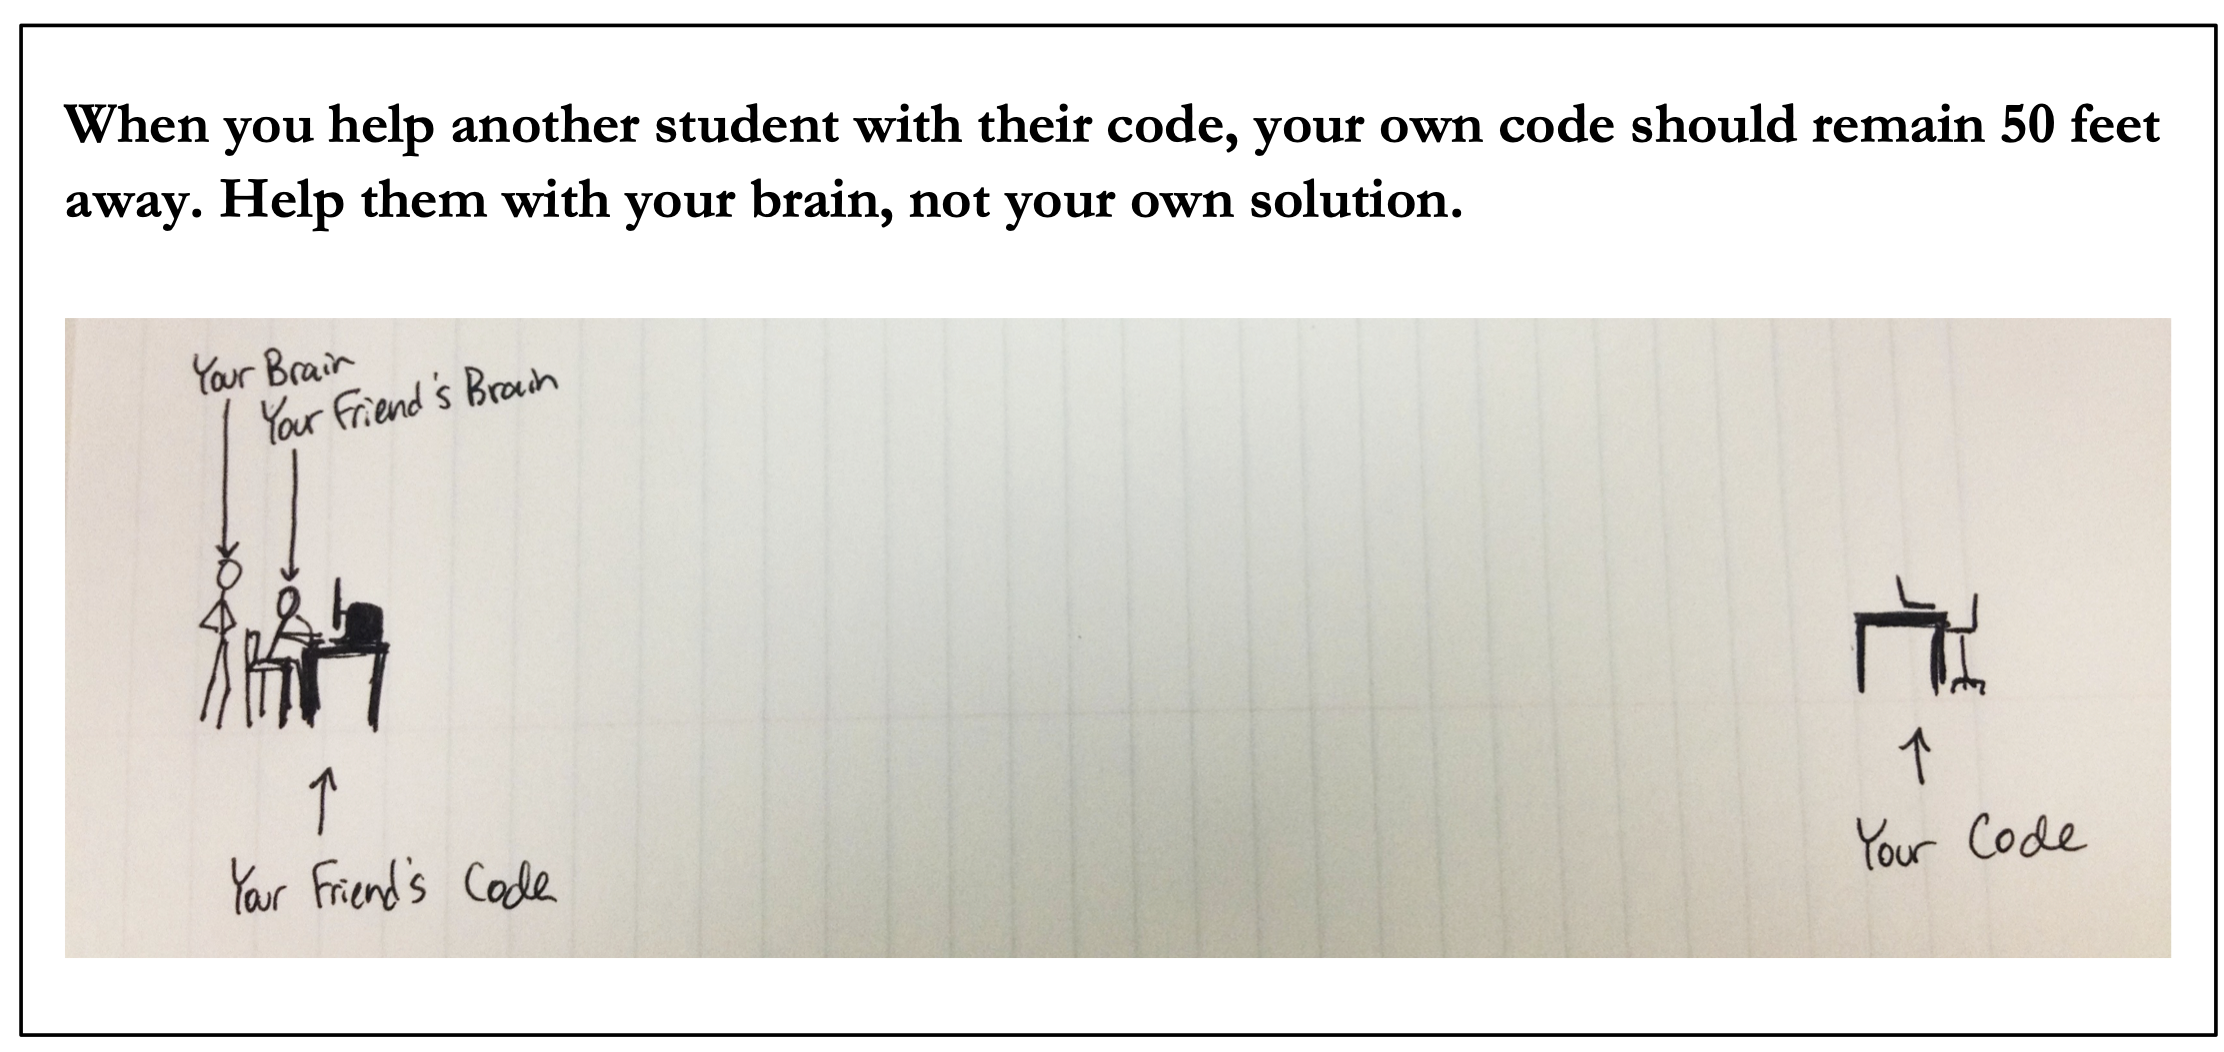 When you help another student with their code, your own code should remain 50 feet
away. Help them with your brain, not your own solution.
Your Brain
Your Friend's Brain
Your Friend's Code
Your Code